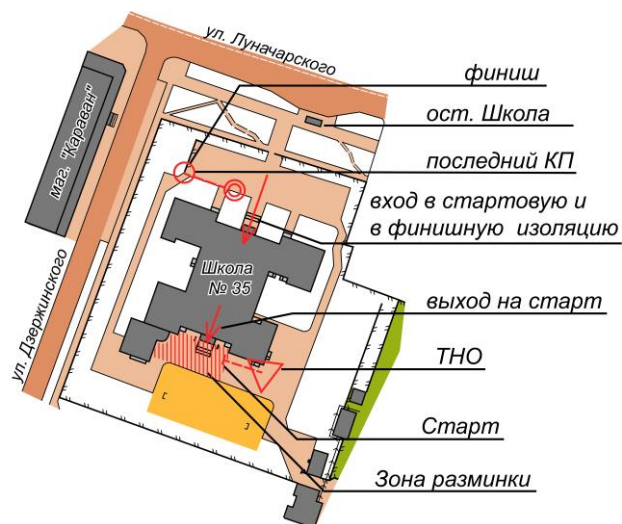 ул. Луначарского
финиш
ост. Школа
последний КП
вход в стартовую и
в финишную изоляцию
маг. "Караван"
Школа
№ 35
ул. Дзержинского
выход на старт
ТНО
Старт
Зона разминки